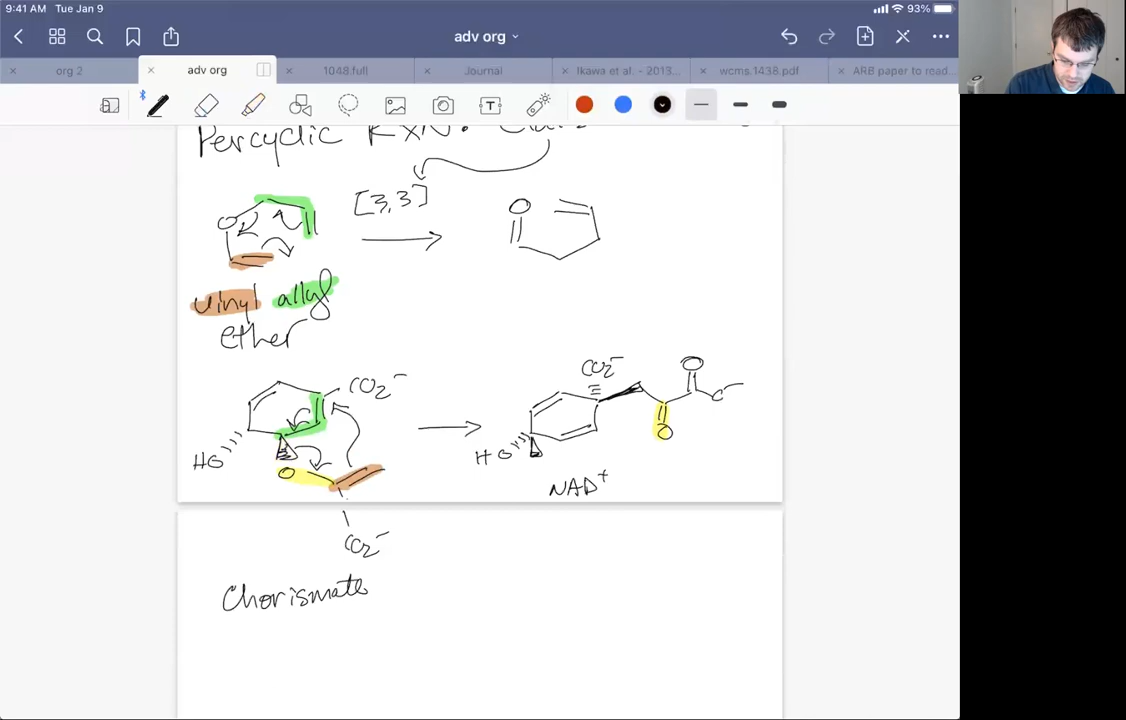 9:41 AM Tue Jan 9
93%
adv org
org 2
adv org
1048.full
Journal
Ikawa et al. - 2013...
wcms.1438.pdf
ARB paper to read...
Percyclic RXN:
[3,3]
O
O
vinyl allyl
ether
CO2-
HO
O
CO2-
CO2-
O
O-
O
HO
NAD+
Chorismate